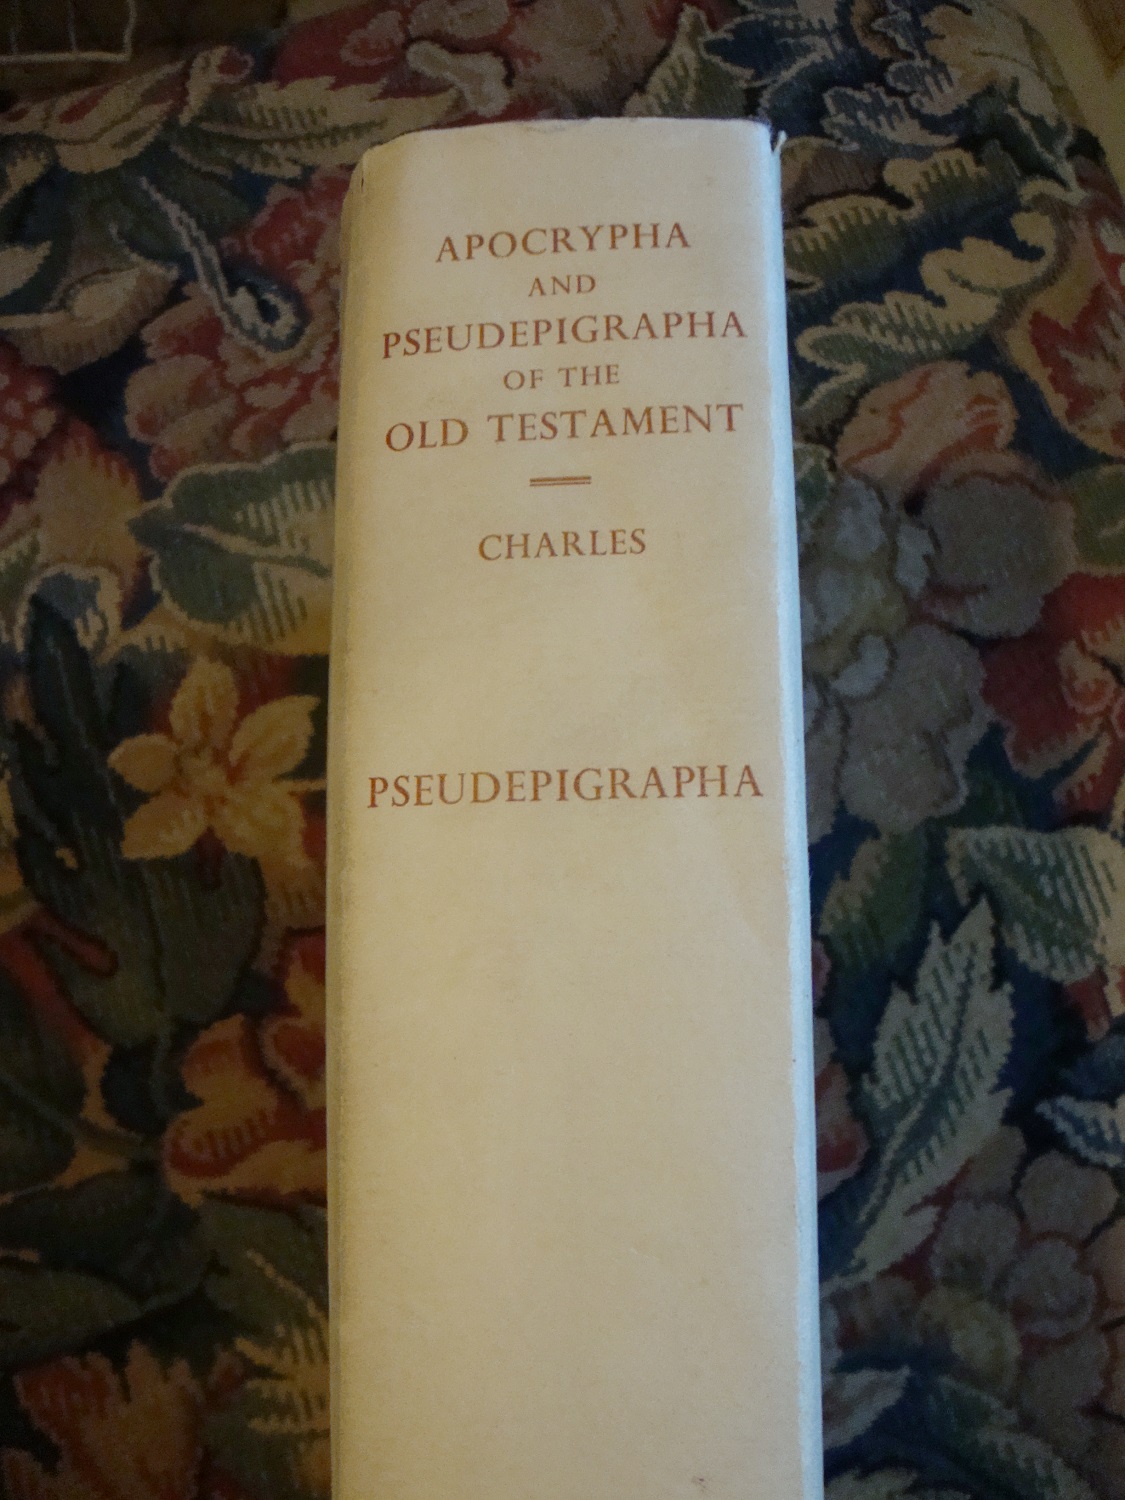 APOCRYPHA
AND
PSEUDEPIGRAPHA
OF THE
OLD TESTAMENT
CHARLES
PSEUDEPIGRAPHA